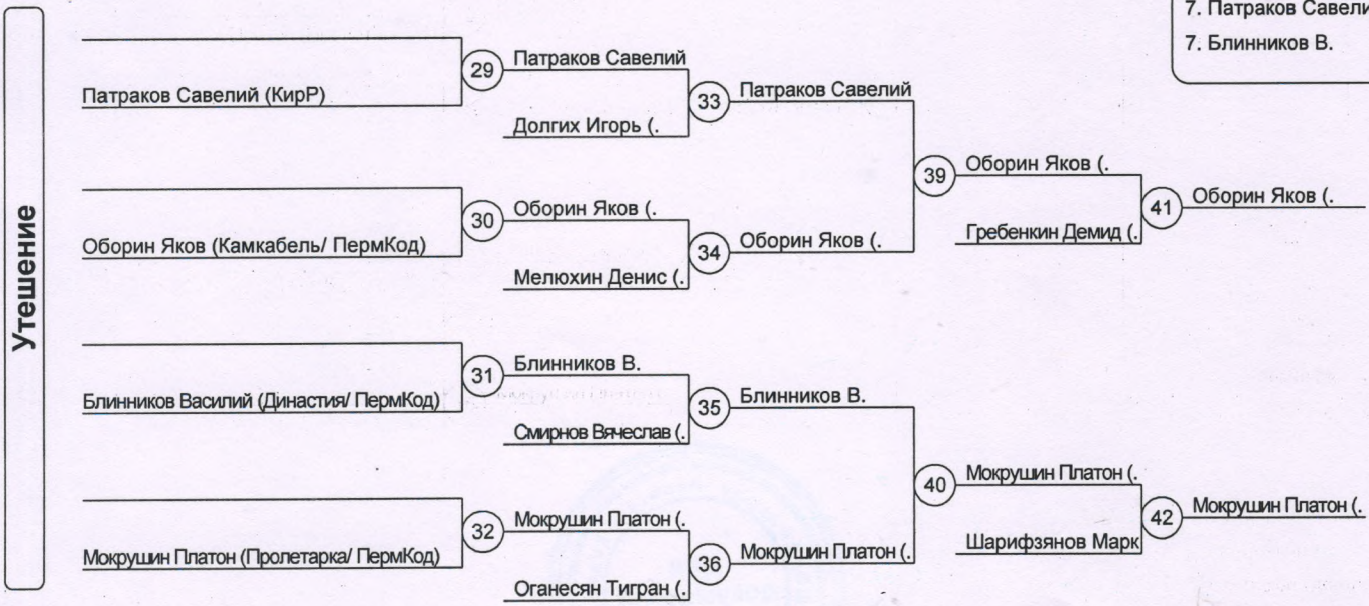 7. Патраков Савели
7. Блинников В.
Утешение
29
Патраков Савелий (КирР)
Патраков Савелий
Долгих Игорь (.
33
Патраков Савелий
30
Оборин Яков (Камкабель/ ПермКод)
Оборин Яков (.
Мелюхин Денис (.
34
Оборин Яков (.
39
Оборин Яков (.
Гребенкин Демид (.
41
Оборин Яков (.
31
Блинников Василий (Династия/ ПермКод)
Блинников В.
Смирнов Вячеслав (.
35
Блинников В.
32
Мокрушин Платон (Пролетарка/ ПермКод)
Мокрушин Платон (.
Оганесян Тигран (.
36
Мокрушин Платон (.
40
Мокрушин Платон (.
Шарифзянов Марк
42
Мокрушин Платон (.